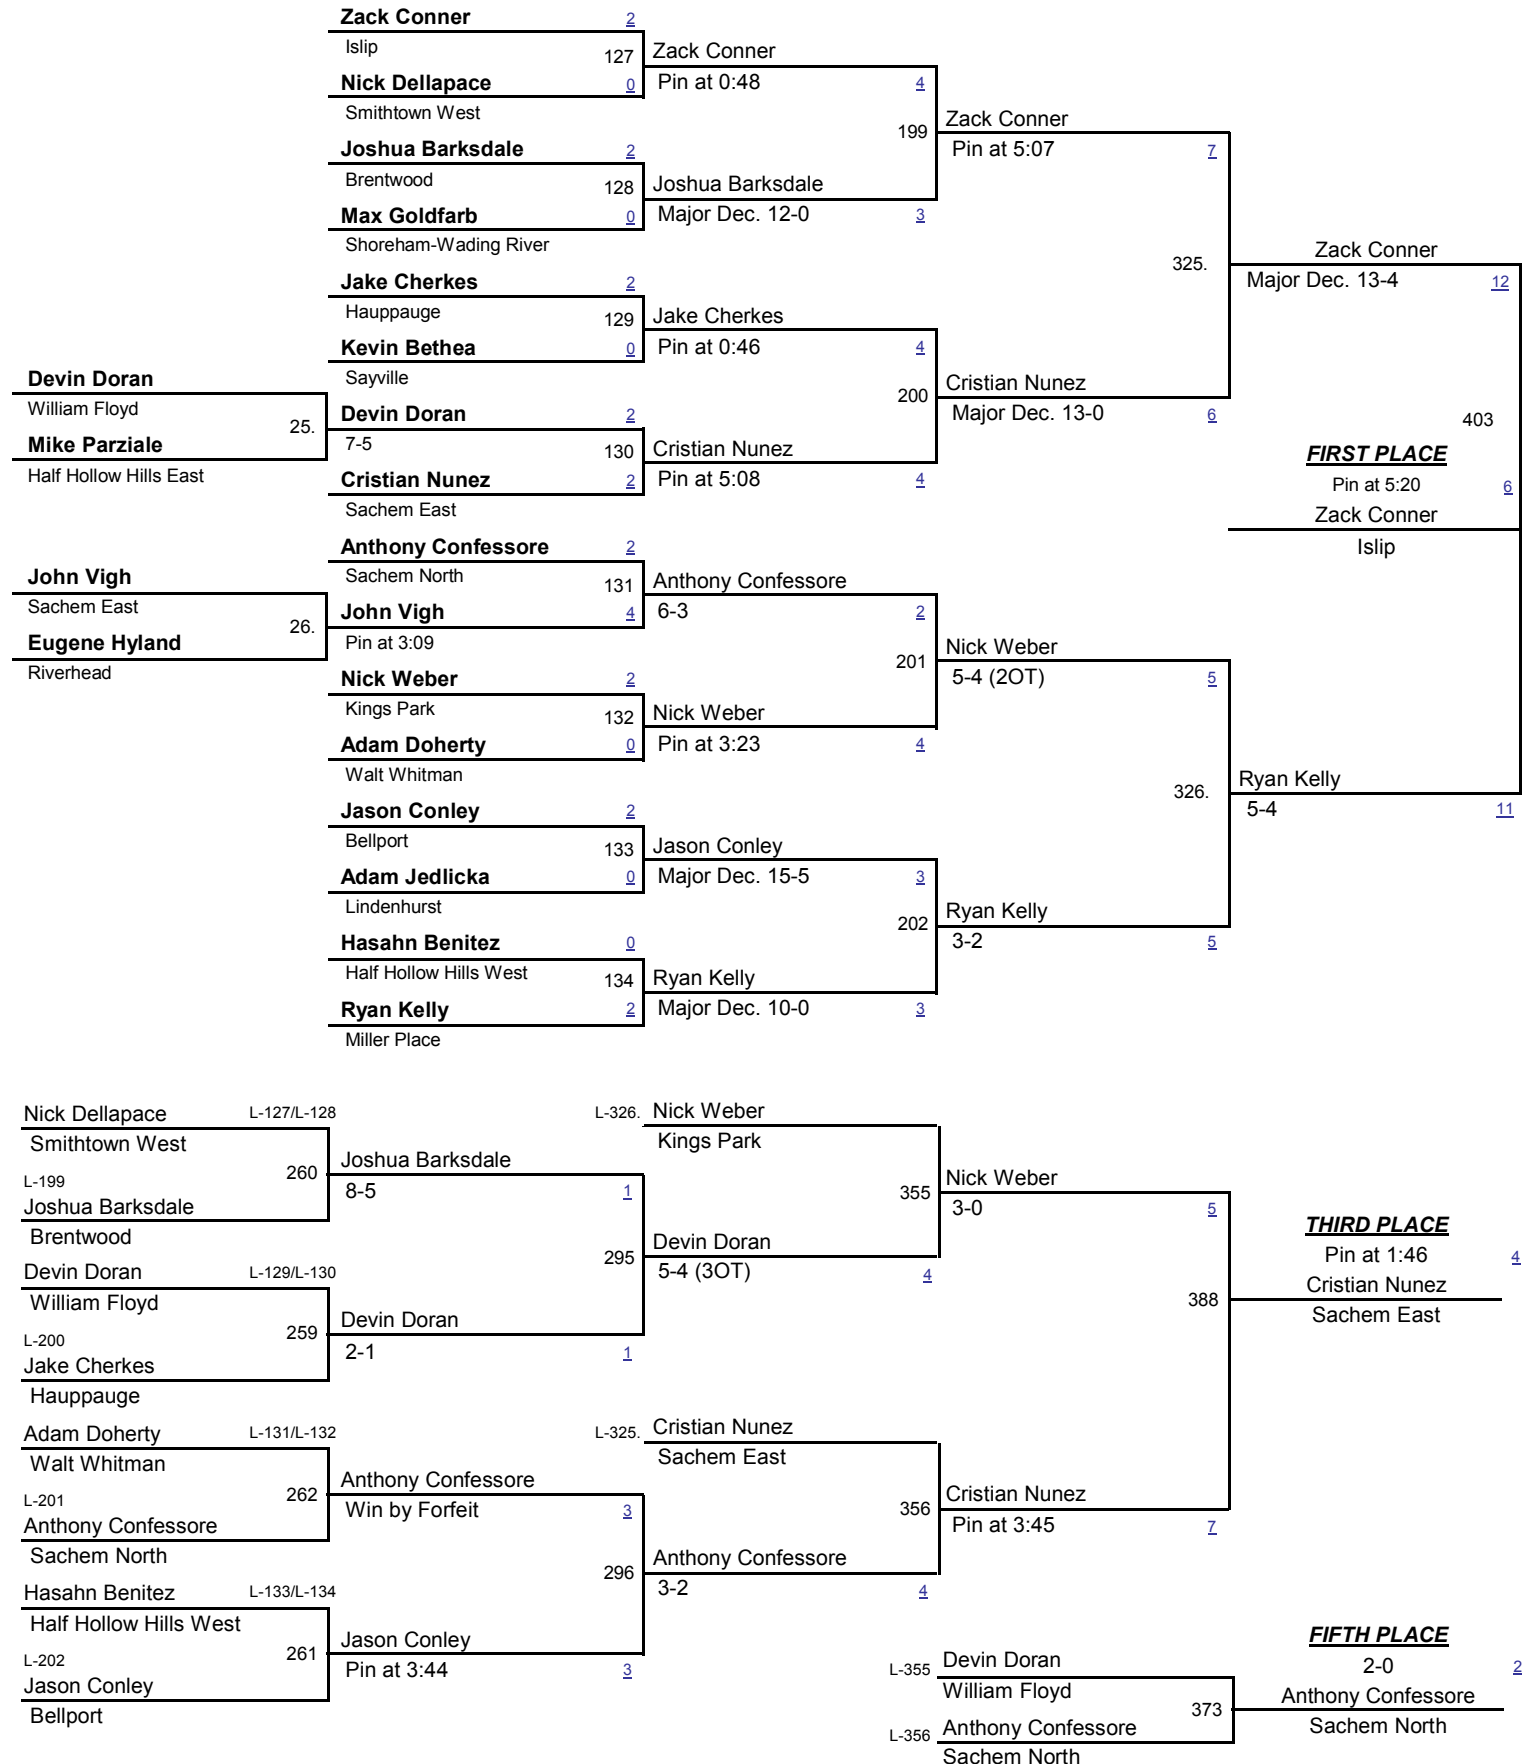 Zack Conner 2
Islip
127
Zack Conner
Nick Dellapace 0
Pin at 0:48 4
Smithtown West
199
Zack Conner
Pin at 5:07 7
Joshua Barksdale 2
Brentwood
128
Joshua Barksdale
Max Goldfarb 0
Major Dec. 12-0 3
Shoreham-Wading River
325.
Zack Conner
Major Dec. 13-4 12
Jake Cherkes 2
Hauppauge
129
Jake Cherkes
Kevin Bethea 0
Pin at 0:46 4
Sayville
Devin Doran
William Floyd
25.
Mike Parziale
Half Hollow Hills East
200
Cristian Nunez
Major Dec. 13-0 6
Devin Doran 2
7-5
130
Cristian Nunez
Cristian Nunez 2
Pin at 5:08 4
Sachem East
403
FIRST PLACE
Pin at 5:20 6
Zack Conner
Islip
Anthony Confessore 2
Sachem North
131
Anthony Confessore
John Vigh
Sachem East
26.
Eugene Hyland
Riverhead
John Vigh 4
6-3 2
Pin at 3:09
201
Nick Weber
5-4 (2OT) 5
Nick Weber 2
Kings Park
132
Nick Weber
Adam Doherty 0
Pin at 3:23 4
Walt Whitman
326.
Ryan Kelly
5-4 11
Jason Conley 2
Bellport
133
Jason Conley
Adam Jedlicka 0
Major Dec. 15-5 3
Lindenhurst
202
Ryan Kelly
3-2 5
Hasahn Benitez 0
Half Hollow Hills West
134
Ryan Kelly
Ryan Kelly 2
Major Dec. 10-0 3
Miller Place
Nick Dellapace L-127/L-128
Smithtown West
260
Joshua Barksdale
L-199
Joshua Barksdale
8-5 1
Brentwood
295
Devin Doran
5-4 (3OT) 4
Devin Doran L-129/L-130
William Floyd
259
Devin Doran
L-200
Jake Cherkes
2-1 1
Hauppauge
L-326. Nick Weber
Kings Park
355
Nick Weber
3-0 5
388
THIRD PLACE
Pin at 1:46 4
Cristian Nunez
Sachem East
Adam Doherty L-131/L-132
Walt Whitman
262
Anthony Confessore
L-201
Anthony Confessore
Win by Forfeit 3
Sachem North
296
Anthony Confessore
3-2 4
L-325. Cristian Nunez
Sachem East
356
Cristian Nunez
Pin at 3:45 7
Hasahn Benitez L-133/L-134
Half Hollow Hills West
261
Jason Conley
L-202
Jason Conley
Pin at 3:44 3
Bellport
L-355 Devin Doran
William Floyd
373
L-356 Anthony Confessore
Sachem North
FIFTH PLACE
2-0 2
Anthony Confessore
Sachem North